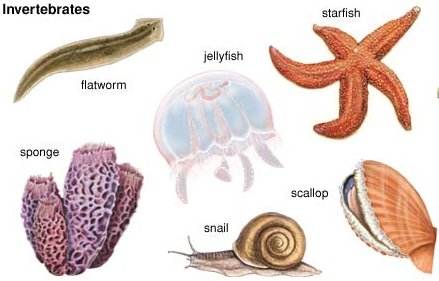 Invertebrates
starfish
jellyfish
flatworm
sponge
scallop
snail